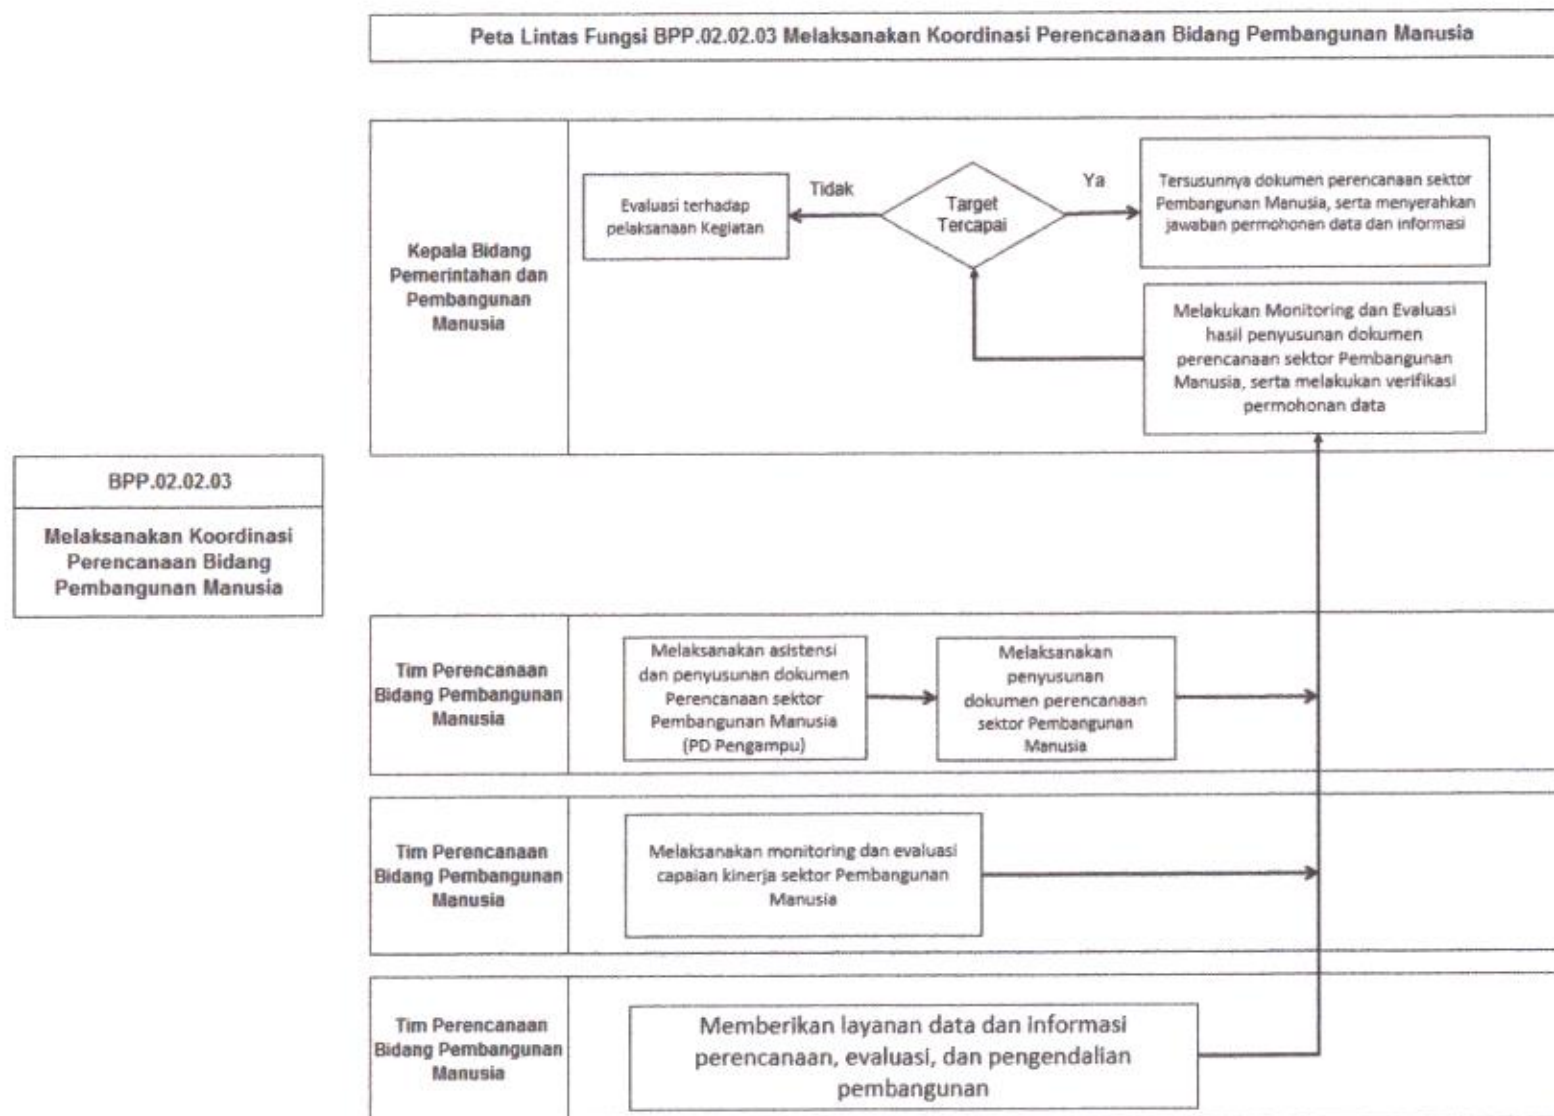 Peta Lintas Fungsi BPP.02.02.03 Melaksanakan Koordinasi Perencanaan Bidang Pembangunan Manusia
Kepala Bidang
Pemerintahan dan
Pembangunan
Manusia
Evaluasi terhadap
pelaksanaan Kegiatan
Tidak
Target
Tercapai
Ya
Tersusunnya dokumen perencanaan sektor
Pembangunan Manusia, serta menyerahkan
jawaban permohonan data dan informasi
Melakukan Monitoring dan Evaluasi
hasil penyusunan dokumen
perencanaan sektor Pembangunan
Manusia, serta melakukan verifikasi
permohonan data
BPP.02.02.03
Melaksanakan Koordinasi
Perencanaan Bidang
Pembangunan Manusia
Tim Perencanaan
Bidang Pembangunan
Manusia
Melaksanakan asistensi
dan penyusunan dokumen
Perencanaan sektor
Pembangunan Manusia
(PD Pengampu)
Melaksanakan
penyusunan
dokumen perencanaan
sektor Pembangunan
Manusia
Tim Perencanaan
Bidang Pembangunan
Manusia
Melaksanakan monitoring dan evaluasi
capaian kinerja sektor Pembangunan
Manusia
Tim Perencanaan
Bidang Pembangunan
Manusia
Memberikan layanan data dan informasi
perencanaan, evaluasi, dan pengendalian
pembangunan